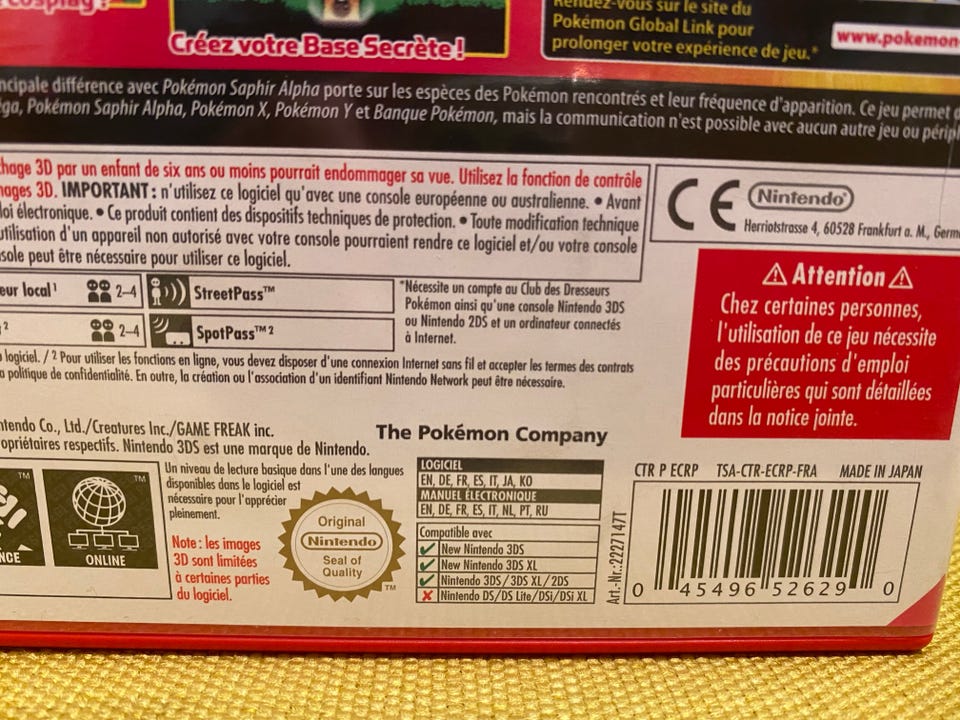 Créez votre Base Secrète !
Rendez-vous sur le site du
Pokémon Global Link pour
prolonger votre expérience de jeu.*
www.pokemon-
ncipale différence avec Pokémon Saphir Alpha porte sur les espèces des Pokémon rencontrés et leur fréquence d'apparition. Ce jeu permet d
ga, Pokémon Saphir Alpha, Pokémon X, Pokémon Y et Banque Pokémon, mais la communication n'est possible avec aucun autre jeu ou périph
hage 3D par un enfant de six ans ou moins pourrait endommager sa vue. Utilisez la fonction de contrôle
mages 3D. IMPORTANT : n'utilisez ce logiciel qu'avec une console européenne ou australienne. • Avant
loi électronique. • Ce produit contient des dispositifs techniques de protection. • Toute modification technique
utilisation d'un appareil non autorisé avec votre console pourraient rendre ce logiciel et/ou votre console
sole peut être nécessaire pour utiliser ce logiciel.
CE
Nintendo®
Herriotstrasse 4, 60528 Frankfurt a. M., Germ
eur local¹
2–4
StreetPass™
²
2–4
SpotPass™ ²
*Nécessite un compte au Club des Dresseurs
Pokémon ainsi qu'une console Nintendo 3DS
ou Nintendo 2DS et un ordinateur connectés
à Internet.
logiciel. / ² Pour utiliser les fonctions en ligne, vous devez disposer d'une connexion Internet sans fil et accepter les termes des contrats
a politique de confidentialité. En outre, la création ou l'association d'un identifiant Nintendo Network peut être nécessaire.
⚠ Attention ⚠
Chez certaines personnes,
l'utilisation de ce jeu nécessite
des précautions d'emploi
particulières qui sont détaillées
dans la notice jointe.
ntendo Co., Ltd./Creatures Inc./GAME FREAK inc.
opriétaires respectifs. Nintendo 3DS est une marque de Nintendo.
The Pokémon Company
NCE
TM
ONLINE
TM
Un niveau de lecture basique dans l'une des langues
disponibles dans le logiciel est
nécessaire pour l'apprécier
pleinement.
Note : les images
3D sont limitées
à certaines parties
du logiciel.
Original
Nintendo
Seal of
Quality
TM
LOGICIEL
EN, DE, FR, ES, IT, JA, KO
MANUEL ÉLECTRONIQUE
EN, DE, FR, ES, IT, NL, PT, RU
Compatible avec
New Nintendo 3DS
New Nintendo 3DS XL
Nintendo 3DS/3DS XL/2DS
Nintendo DS/DS Lite/DSi/DSi XL
Art.-Nr.:2227147T
CTR P ECRP TSA-CTR-ECRP-FRA MADE IN JAPAN
0 45496 52629 0